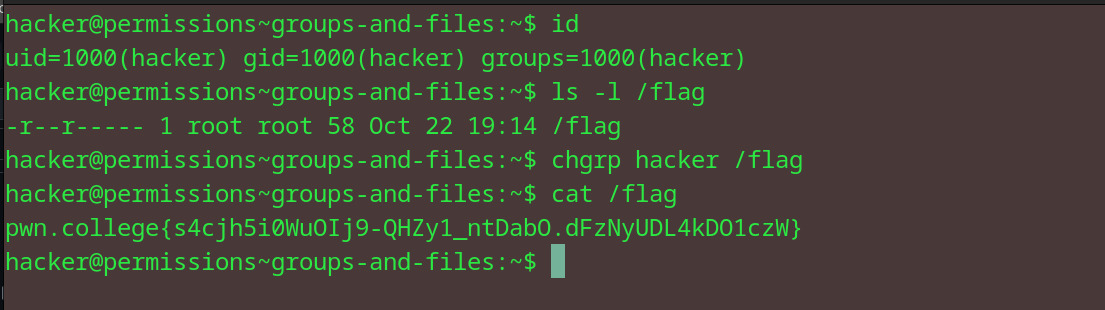 hacker@permissions~groups-and-files:~$ id
uid=1000(hacker) gid=1000(hacker) groups=1000(hacker)
hacker@permissions~groups-and-files:~$ ls -l /flag
-r--r----- 1 root root 58 Oct 22 19:14 /flag
hacker@permissions~groups-and-files:~$ chgrp hacker /flag
hacker@permissions~groups-and-files:~$ cat /flag
pwn.college{s4cjh5i0WuOIj9-QHZy1_ntDabO.dFzNyUDL4kDO1czW}
hacker@permissions~groups-and-files:~$